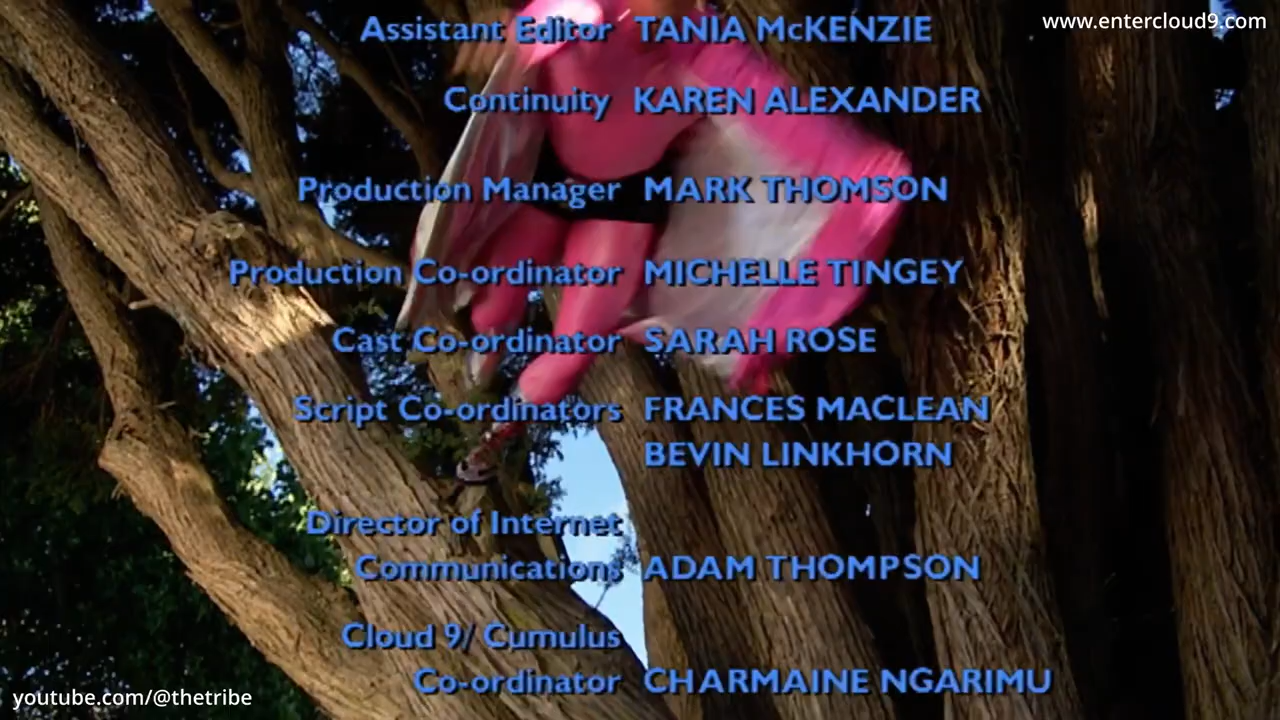 www.entercloud9.com
Assistant Editor TANIA McKENZIE
Continuity KAREN ALEXANDER
Production Manager MARK THOMSON
Production Co-ordinator MICHELLE TINGEY
Cast Co-ordinator SARAH ROSE
Script Co-ordinators FRANCES MACLEAN
BEVIN LINKHORN
Director of Internet
Communications ADAM THOMPSON
Cloud 9/ Cumulus
Co-ordinator CHARMAINE NGARIMU
youtube.com/@thetribe